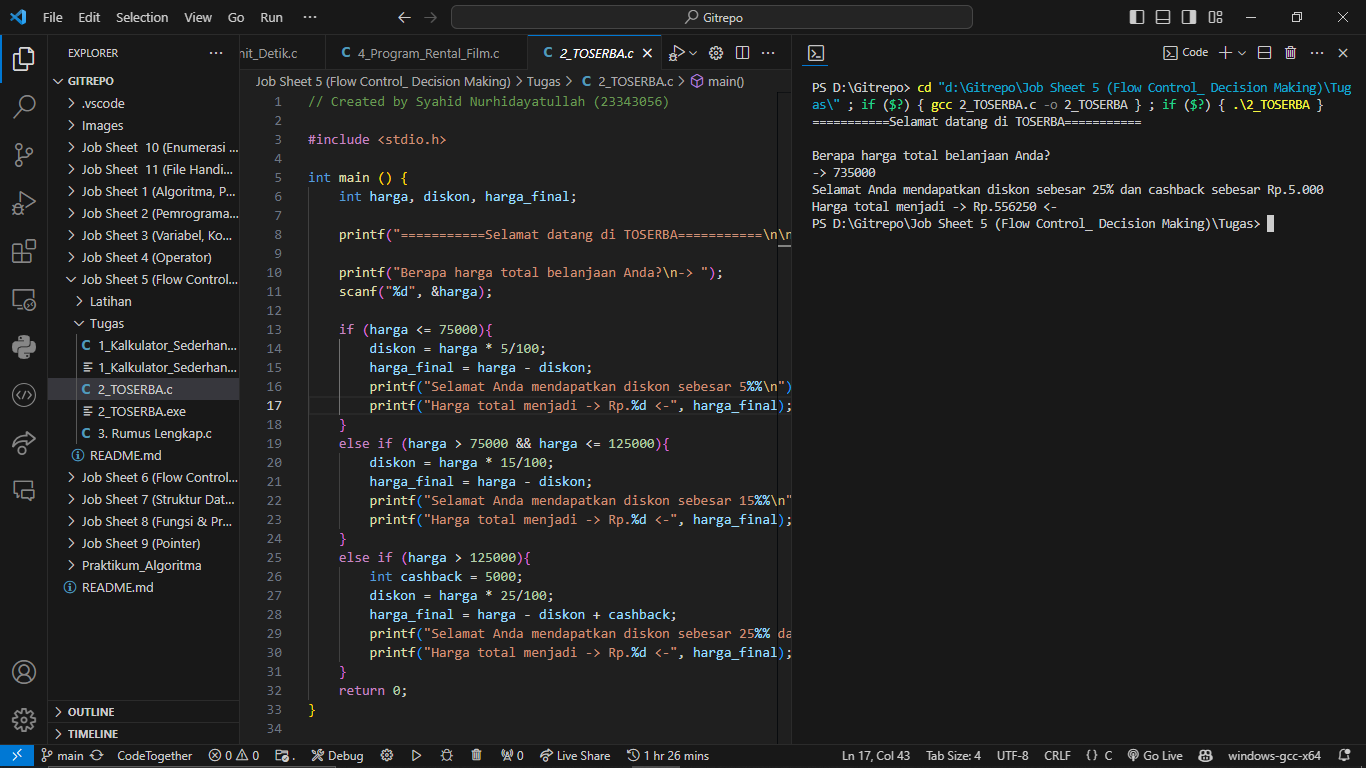 File Edit Selection View Go Run ··· Gitrepo
EXPLORER ···
GITREPO
.vscode
Images
Job Sheet 10 (Enumerasi ...
Job Sheet 11 (File Handi...
Job Sheet 1 (Algoritma, P...
Job Sheet 2 (Pemrograma...
Job Sheet 3 (Variabel, Ko...
Job Sheet 4 (Operator)
Job Sheet 5 (Flow Control...
Latihan
Tugas
C 1_Kalkulator_Sederhan...
1_Kalkulator_Sederhan...
C 2_TOSERBA.c
2_TOSERBA.exe
C 3. Rumus Lengkap.c
README.md
Job Sheet 6 (Flow Control...
Job Sheet 7 (Struktur Dat...
Job Sheet 8 (Fungsi & Pr...
Job Sheet 9 (Pointer)
Praktikum_Algoritma
README.md
OUTLINE
TIMELINE
nit_Detik.c C 4_Program_Rental_Film.c C 2_TOSERBA.c
Job Sheet 5 (Flow Control_ Decision Making) > Tugas > C 2_TOSERBA.c > main()
1 // Created by Syahid Nurhidayatullah (23343056)
2
3 #include <stdio.h>
4
5 int main () {
6 int harga, diskon, harga_final;
7
8 printf("===========Selamat datang di TOSERBA===========\n\n
9
10 printf("Berapa harga total belanjaan Anda?\n-> ");
11 scanf("%d", &harga);
12
13 if (harga <= 75000){
14 diskon = harga * 5/100;
15 harga_final = harga - diskon;
16 printf("Selamat Anda mendapatkan diskon sebesar 5%%\n")
17 printf("Harga total menjadi -> Rp.%d <-", harga_final);
18 }
19 else if (harga > 75000 && harga <= 125000){
20 diskon = harga * 15/100;
21 harga_final = harga - diskon;
22 printf("Selamat Anda mendapatkan diskon sebesar 15%%\n"
23 printf("Harga total menjadi -> Rp.%d <-", harga_final);
24 }
25 else if (harga > 125000){
26 int cashback = 5000;
27 diskon = harga * 25/100;
28 harga_final = harga - diskon + cashback;
29 printf("Selamat Anda mendapatkan diskon sebesar 25%% da
30 printf("Harga total menjadi -> Rp.%d <-", harga_final);
31 }
32 return 0;
33 }
34
Code
PS D:\Gitrepo> cd "d:\Gitrepo\Job Sheet 5 (Flow Control_ Decision Making)\Tug
as\" ; if ($?) { gcc 2_TOSERBA.c -o 2_TOSERBA } ; if ($?) { .\2_TOSERBA }
===========Selamat datang di TOSERBA===========
Berapa harga total belanjaan Anda?
-> 735000
Selamat Anda mendapatkan diskon sebesar 25% dan cashback sebesar Rp.5.000
Harga total menjadi -> Rp.556250 <-
PS D:\Gitrepo\Job Sheet 5 (Flow Control_ Decision Making)\Tugas>
main CodeTogether 0 0 Debug 0 Live Share 1 hr 26 mins Ln 17, Col 43 Tab Size: 4 UTF-8 CRLF { } C Go Live windows-gcc-x64